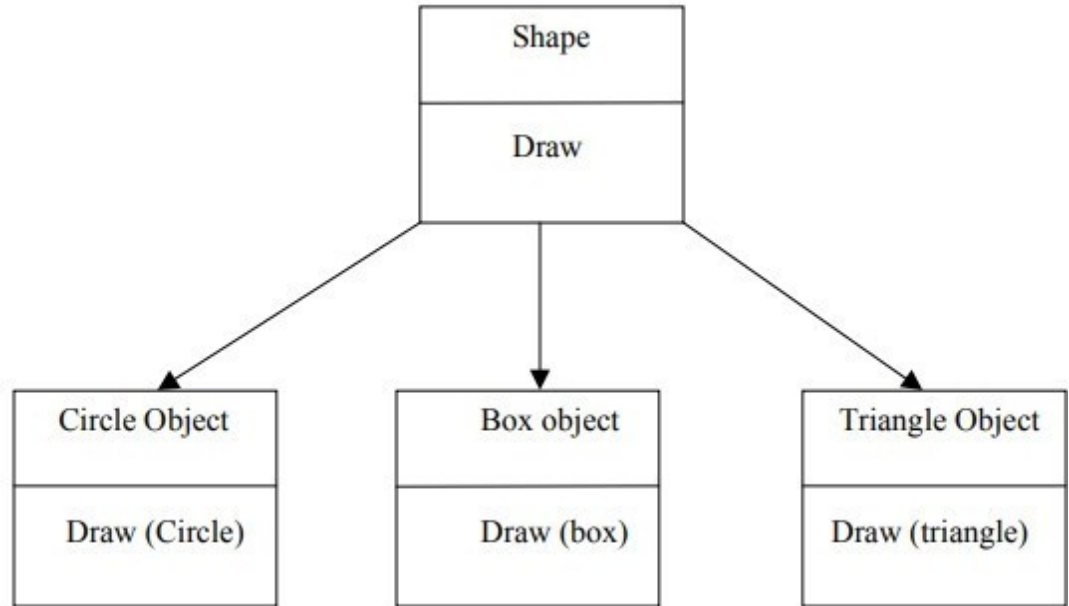 Shape
Draw
Circle Object
Draw (Circle)
Box object
Draw (box)
Triangle Object
Draw (triangle)